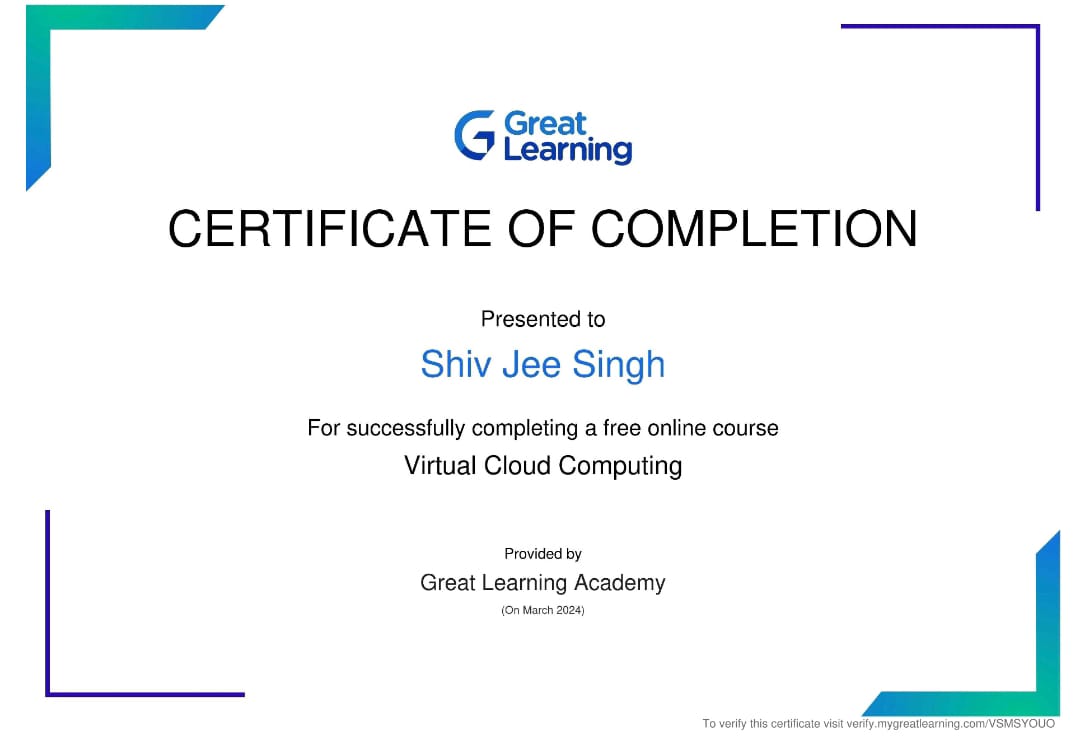 Great
Learning
CERTIFICATE OF COMPLETION
Presented to
Shiv Jee Singh
For successfully completing a free online course
Virtual Cloud Computing
Provided by
Great Learning Academy
(On March 2024)
To verify this certificate visit verify.mygreatlearning.com/VSMSYOUO